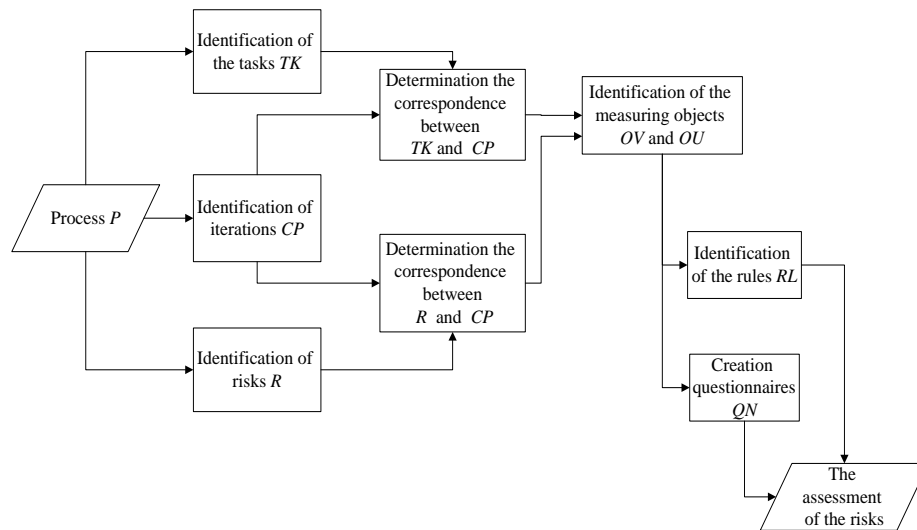 Identification of
the tasks TK
Determination the
correspondence
between
TK and CP
Identification of the
measuring objects
OV and OU
Process P
Identification of
iterations CP
Determination the
correspondence
between
R and CP
Identification
of the rules RL
Identification of
risks R
Creation
questionnaires
QN
The
assessment
of the risks